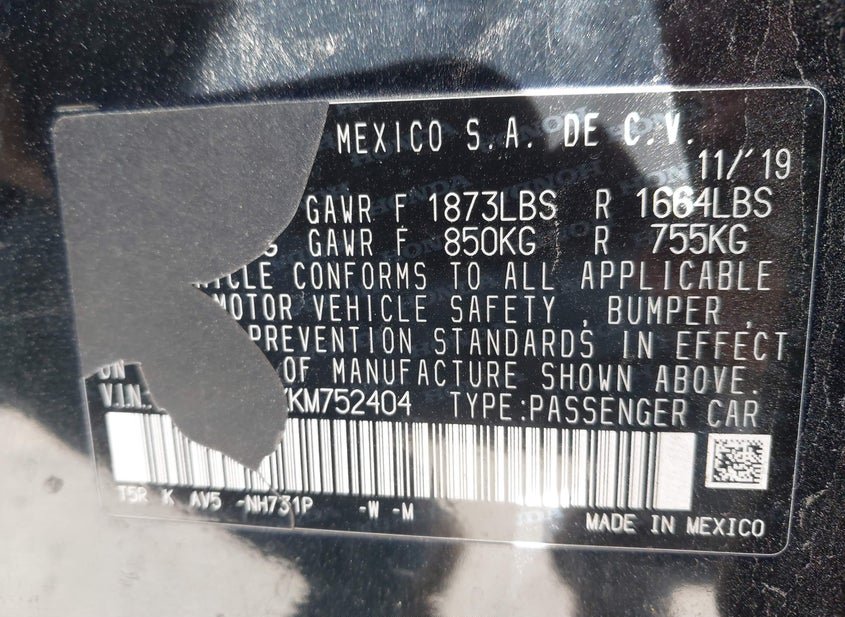 MEXICO S.A. DE C.V.
11/'19
GAWR F 1873LBS R 1664LBS
GAWR F 850KG R 755KG
CONFORMS TO ALL APPLICABLE
MOTOR VEHICLE SAFETY, BUMPER,
PREVENTION STANDARDS IN EFFECT
OF MANUFACTURE SHOWN ABOVE.
V.I.N.: KM752404 TYPE:PASSENGER CAR
T5R K AV5 -NH731P -W -M
MADE IN MEXICO